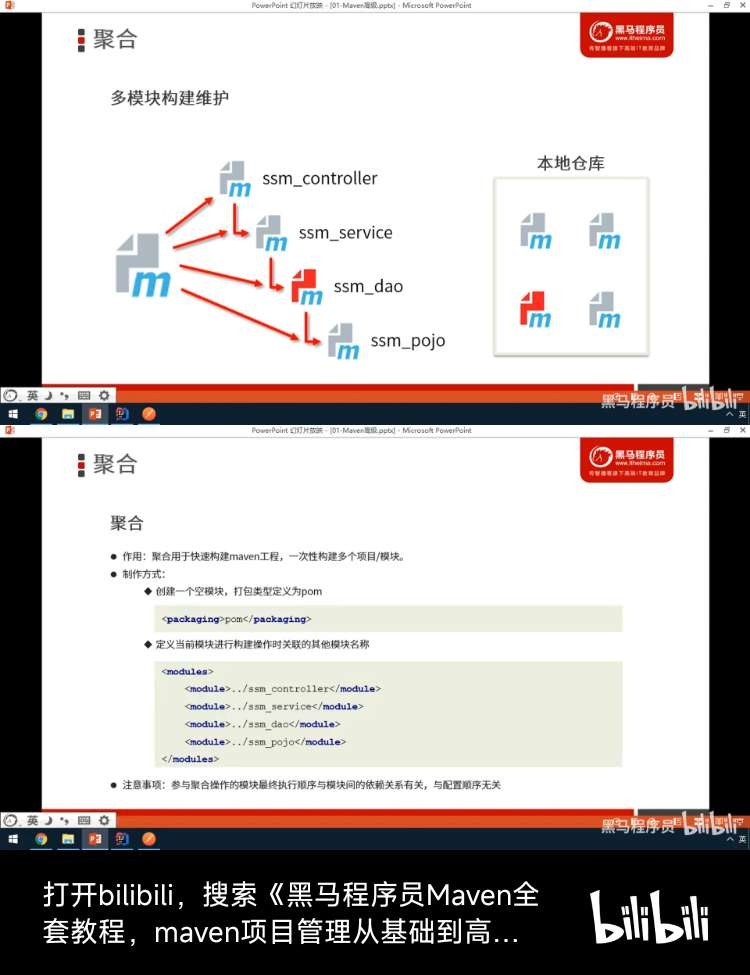 PowerPoint 幻灯片放映 - [01-Maven高级.pptx] - Microsoft PowerPoint
聚合
黑马程序员
www.itheima.com
传智播客旗下高端IT教育品牌
多模块构建维护
ssm_controller
ssm_service
ssm_dao
ssm_pojo
本地仓库
英
黑马程序员 bilibili
英
PowerPoint 幻灯片放映 - [01-Maven高级.pptx] - Microsoft PowerPoint
聚合
黑马程序员
www.itheima.com
传智播客旗下高端IT教育品牌
聚合
作用：聚合用于快速构建maven工程，一次性构建多个项目/模块。
制作方式：
创建一个空模块，打包类型定义为pom
<packaging>pom</packaging>
定义当前模块进行构建操作时关联的其他模块名称
<modules>
<module>../ssm_controller</module>
<module>../ssm_service</module>
<module>../ssm_dao</module>
<module>../ssm_pojo</module>
</modules>
注意事项：参与聚合操作的模块最终执行顺序与模块间的依赖关系有关，与配置顺序无关
英
黑马程序员 bilibili
英
打开bilibili，搜索《黑马程序员Maven全
套教程，maven项目管理从基础到高...
bilibili